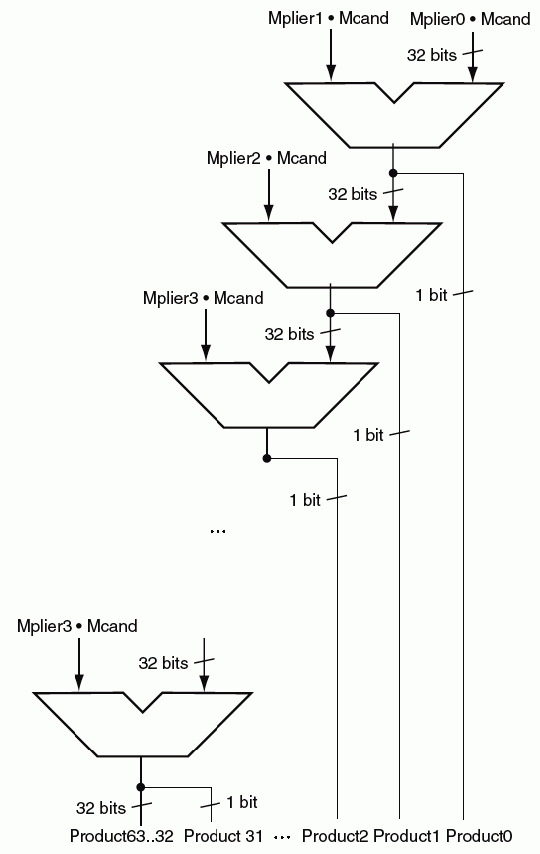 Mplier1 • Mcand Mplier0 • Mcand
32 bits
Mplier2 • Mcand
32 bits
1 bit
Mplier3 • Mcand
32 bits
1 bit
1 bit
...
Mplier3 • Mcand
32 bits
32 bits 1 bit
Product63..32 Product 31 ... Product2 Product1 Product0